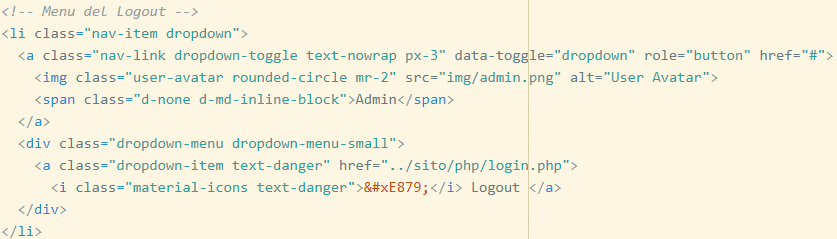 <!-- Menu del Logout -->
<li class="nav-item dropdown">
<a class="nav-link dropdown-toggle text-nowrap px-3" data-toggle="dropdown" role="button" href="#">
<img class="user-avatar rounded-circle mr-2" src="img/admin.png" alt="User Avatar">
<span class="d-none d-md-inline-block">Admin</span>
</a>
<div class="dropdown-menu dropdown-menu-small">
<a class="dropdown-item text-danger" href="../sito/php/login.php">
<i class="material-icons text-danger">&#xE879;</i> Logout </a>
</div>
</li>